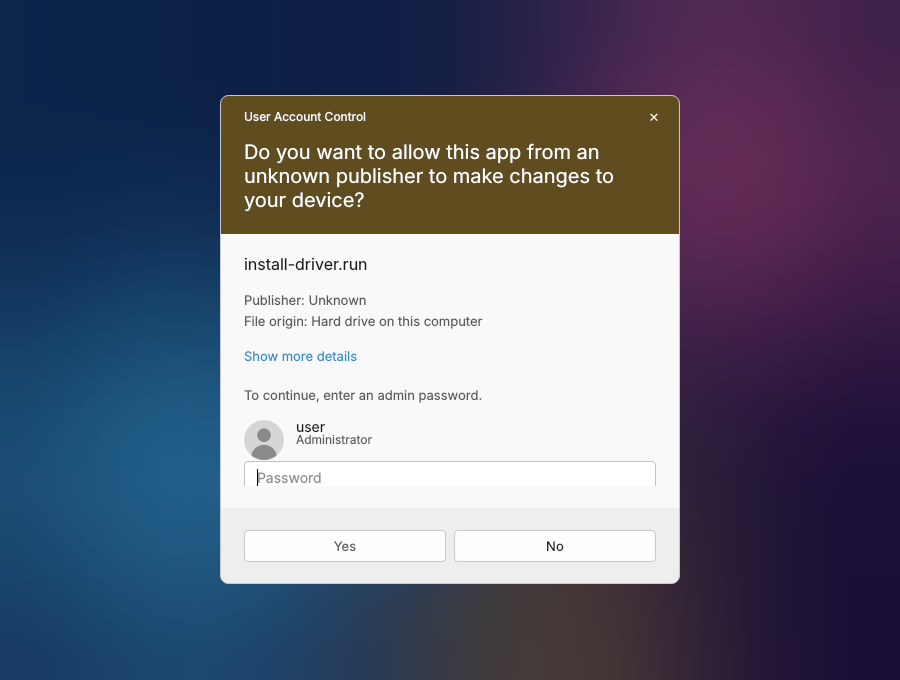 User Account Control
Do you want to allow this app from an
unknown publisher to make changes to
your device?
install-driver.run
Publisher: Unknown
File origin: Hard drive on this computer
Show more details
To continue, enter an admin password.
user
Administrator
Password
Yes
No